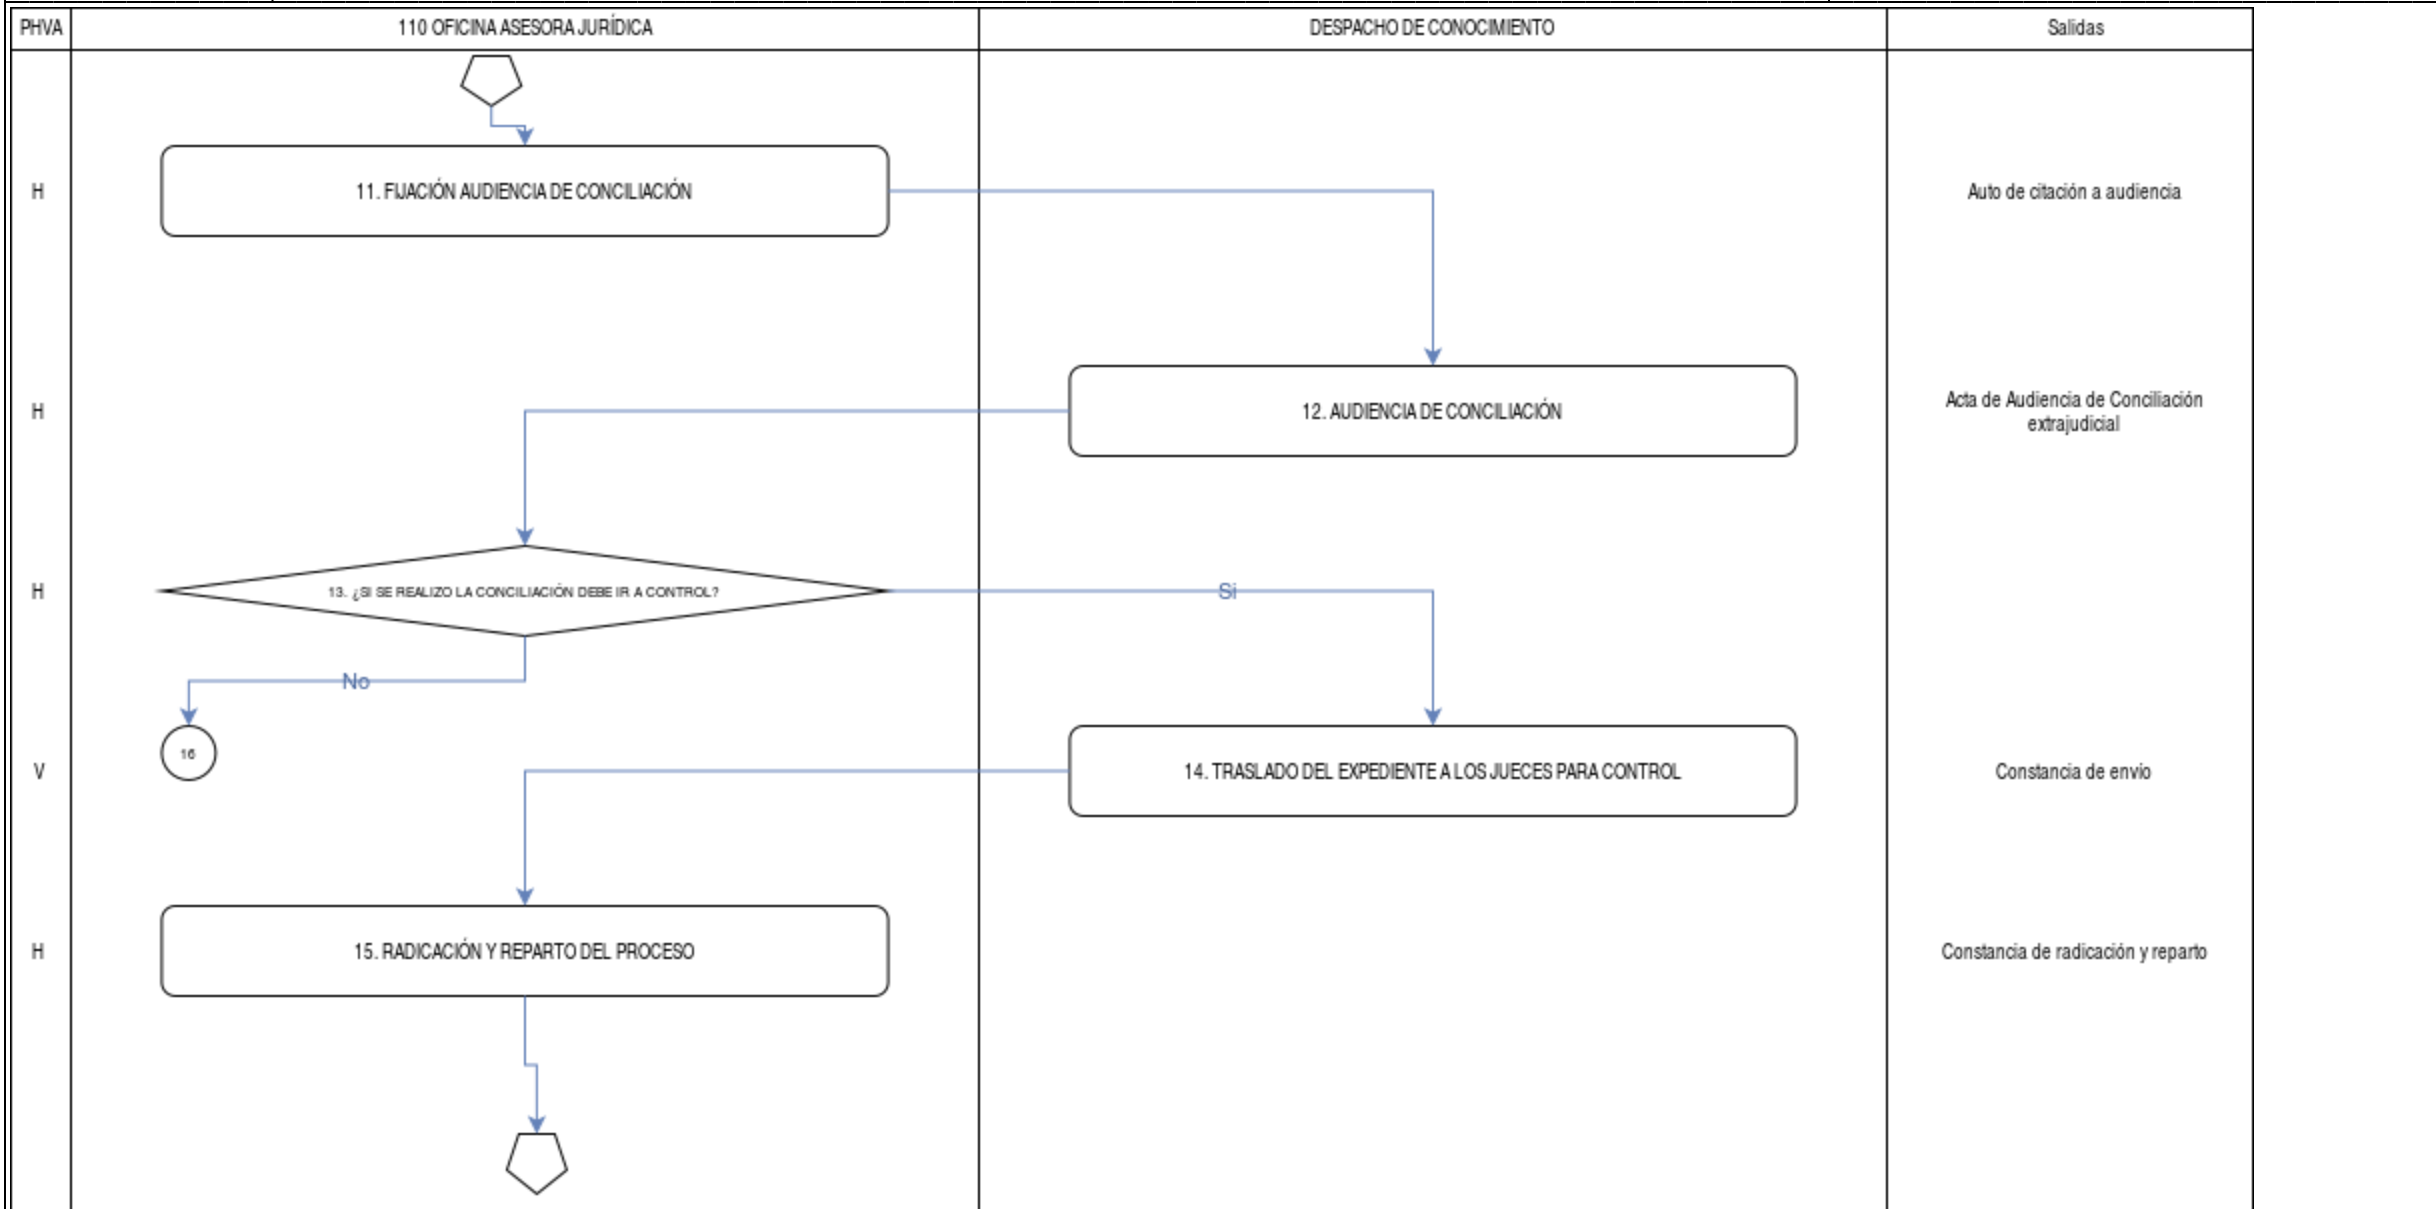 PHVA
110 OFICINA ASESORA JURÍDICA
DESPACHO DE CONOCIMIENTO
Salidas
H
11. FIJACIÓN AUDIENCIA DE CONCILIACIÓN
Auto de citación a audiencia
H
12. AUDIENCIA DE CONCILIACIÓN
Acta de Audiencia de Conciliación
extrajudicial
H
13. ¿SI SE REALIZO LA CONCILIACIÓN DEBE IR A CONTROL?
Si
No
16
V
14. TRASLADO DEL EXPEDIENTE A LOS JUECES PARA CONTROL
Constancia de envío
H
15. RADICACIÓN Y REPARTO DEL PROCESO
Constancia de radicación y reparto